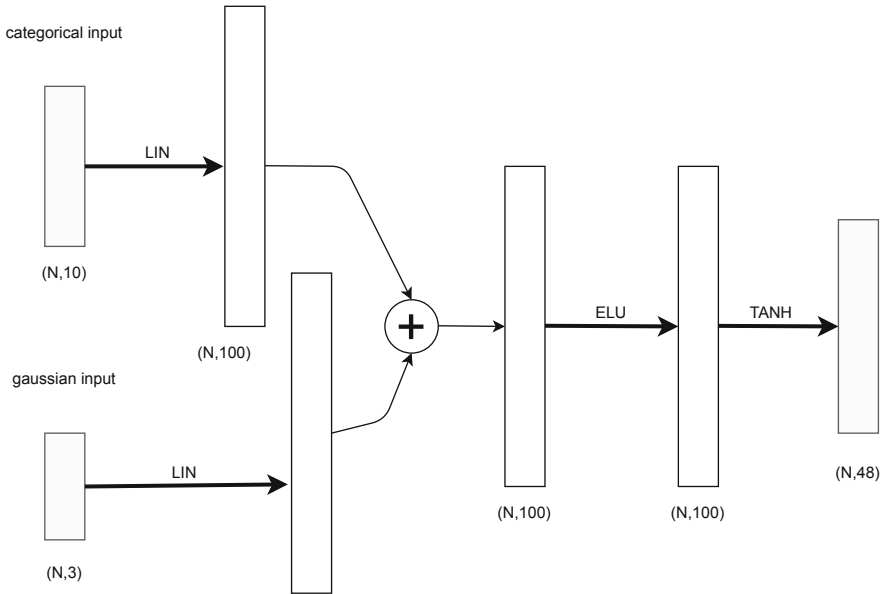 categorical input
LIN
(N,10)
(N,100)
gaussian input
LIN
(N,3)
+
ELU
TANH
(N,100)
(N,100)
(N,48)